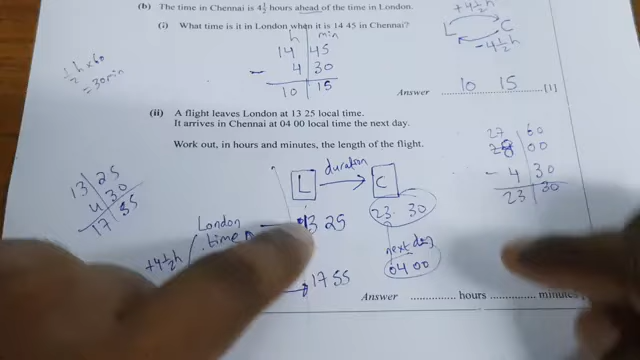 (b) The time in Chennai is 4½ hours ahead of the time in London.
+4½h
(i) What time is it in London when it is 14 45 in Chennai?
L C
-4½h
h min
14 45
- 4 30
10 15
½h × 60
= 30min
Answer 10 15 [1]
(ii) A flight leaves London at 13 25 local time.
It arrives in Chennai at 04 00 local time the next day.
Work out, in hours and minutes, the length of the flight.
27 60
28 00
- 4 30
23 30
13 25
4 30
17 55
duration
L C
23 30
London
time
13 25
+4½h
next day
04 00
17 55
Answer hours minutes